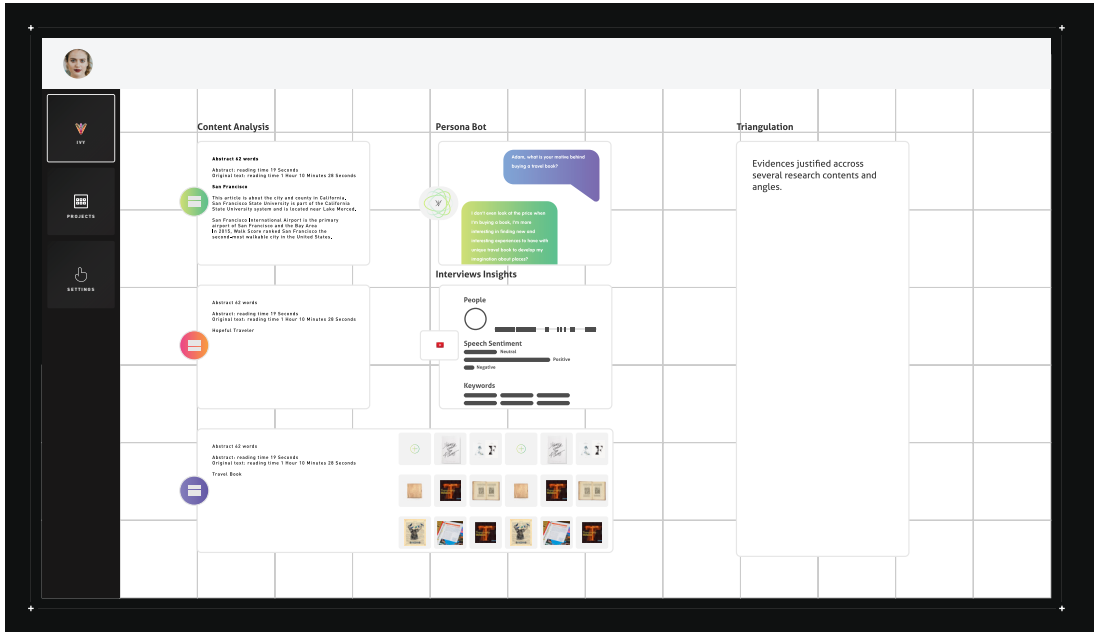 IVY
PROJECTS
SETTINGS
Content Analysis
Abstract 62 words
Abstract: reading time 19 Seconds
Original text: reading time 1 Hour 10 Minutes 28 Seconds
San Francisco
This article is about the city and county in California.
San Francisco State University is part of the California
State University system and is located near Lake Merced.
San Francisco International Airport is the primary
airport of San Francisco and the Bay Area
In 2015, Walk Score ranked San Francisco the
second-most walkable city in the United States.
Abstract 62 words
Abstract: reading time 19 Seconds
Original text: reading time 1 Hour 10 Minutes 28 Seconds
Hopeful Traveler
Abstract 62 words
Abstract: reading time 19 Seconds
Original text: reading time 1 Hour 10 Minutes 28 Seconds
Travel Book
Persona Bot
Adam, what is your motive behind
buying a travel book?
I don't even look at the price when
I'm buying a book, I'm more
interesting in finding new and
interesting experiences to have with
unique travel book to develop my
imagination about places?
Interviews Insights
People
Speech Sentiment
Neutral
Positive
Negative
Keywords
Triangulation
Evidences justified accross
several research contents and
angles.